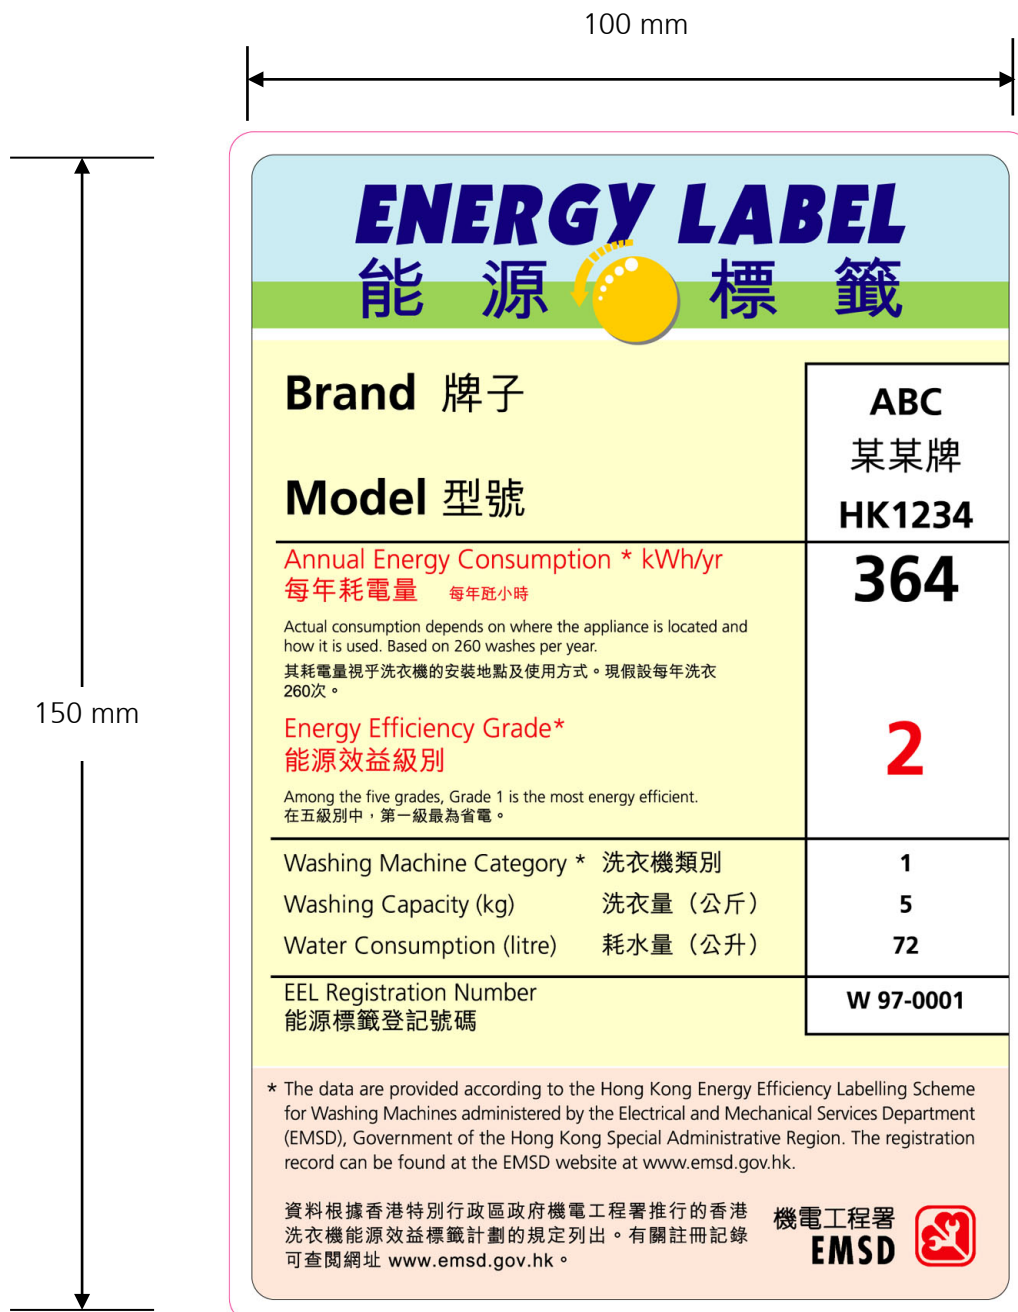 100 mm
150 mm
ENERGY LABEL
能 源 標 籤
Brand 牌子
ABC
某某牌
Model 型號
HK1234
Annual Energy Consumption * kWh/yr
364
每年耗電量 每年瓩小時
Actual consumption depends on where the appliance is located and
how it is used. Based on 260 washes per year.
其耗電量視乎洗衣機的安裝地點及使用方式。現假設每年洗衣
260次。
Energy Efficiency Grade*
2
能源效益級別
Among the five grades, Grade 1 is the most energy efficient.
在五級別中，第一級最為省電。
Washing Machine Category * 洗衣機類別 1
Washing Capacity (kg) 洗衣量（公斤） 5
Water Consumption (litre) 耗水量（公升） 72
EEL Registration Number
W 97-0001
能源標籤登記號碼
* The data are provided according to the Hong Kong Energy Efficiency Labelling Scheme
for Washing Machines administered by the Electrical and Mechanical Services Department
(EMSD), Government of the Hong Kong Special Administrative Region. The registration
record can be found at the EMSD website at www.emsd.gov.hk.
資料根據香港特別行政區政府機電工程署推行的香港
洗衣機能源效益標籤計劃的規定列出。有關註冊記錄
可查閱網址 www.emsd.gov.hk。
機電工程署
EMSD